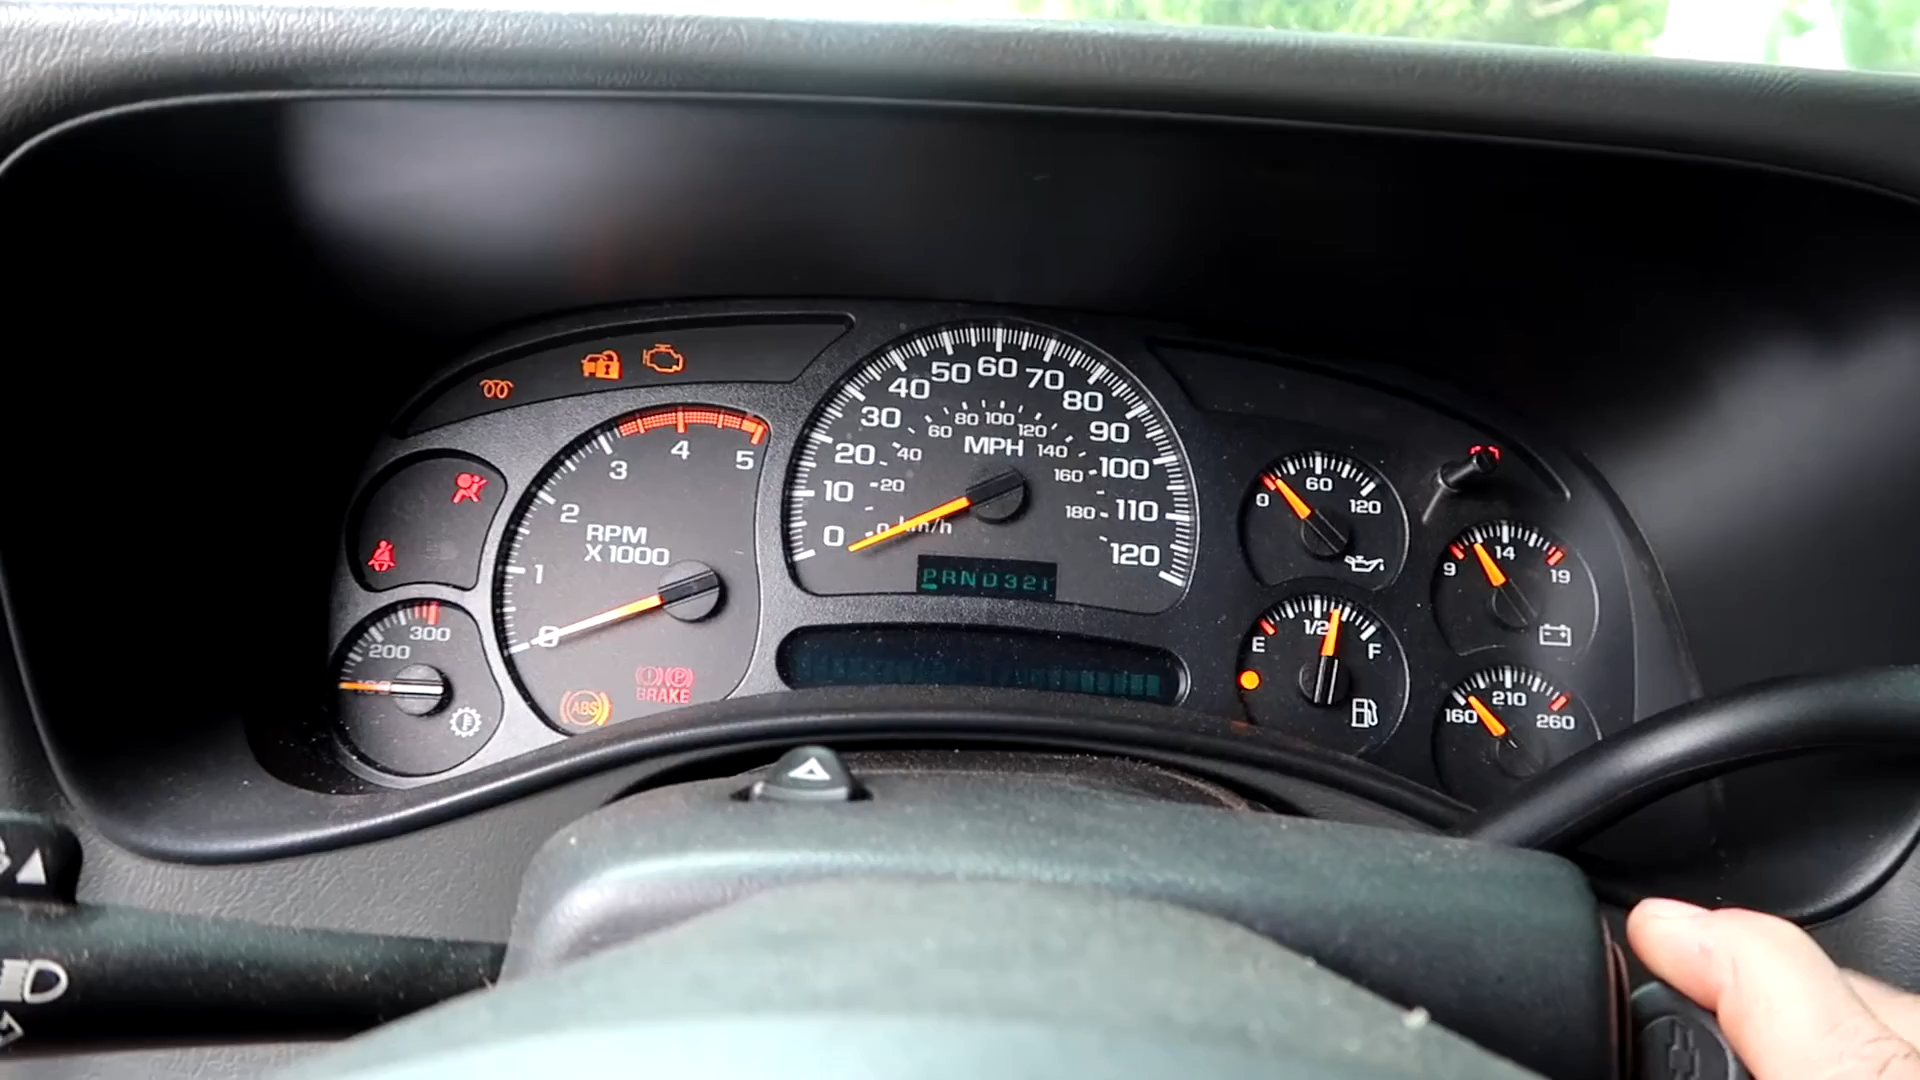 0 1 2 3 4 5
RPM
X1000
200 300
ABS
BRAKE
0 10 20 30 40 50 60 70 80 90 100 110 120
0 20 40 60 80 100 120 140 160 180
MPH
km/h
PRND321
0 60 120
9 14 19
E 1/2 F
160 210 260